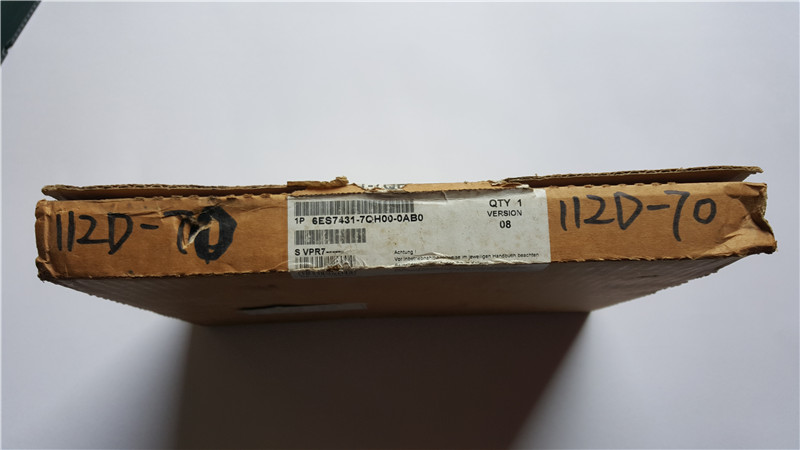 112D-70
1P 6ES7431-7QH00-0AB0
QTY 1
VERSION
08
S VPR7
Achtung !
112D-70